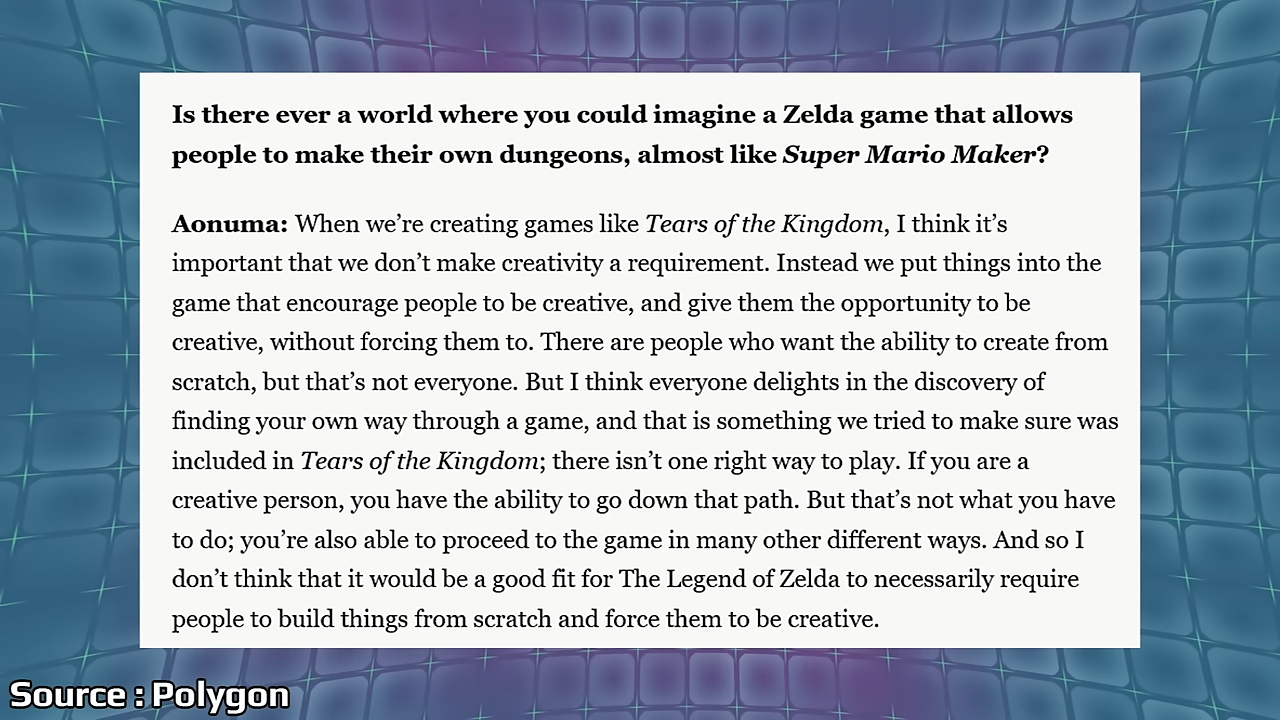 Is there ever a world where you could imagine a Zelda game that allows
people to make their own dungeons, almost like Super Mario Maker?
Aonuma: When we’re creating games like Tears of the Kingdom, I think it’s
important that we don’t make creativity a requirement. Instead we put things into the
game that encourage people to be creative, and give them the opportunity to be
creative, without forcing them to. There are people who want the ability to create from
scratch, but that’s not everyone. But I think everyone delights in the discovery of
finding your own way through a game, and that is something we tried to make sure was
included in Tears of the Kingdom; there isn’t one right way to play. If you are a
creative person, you have the ability to go down that path. But that’s not what you have
to do; you’re also able to proceed to the game in many other different ways. And so I
don’t think that it would be a good fit for The Legend of Zelda to necessarily require
people to build things from scratch and force them to be creative.
Source : Polygon